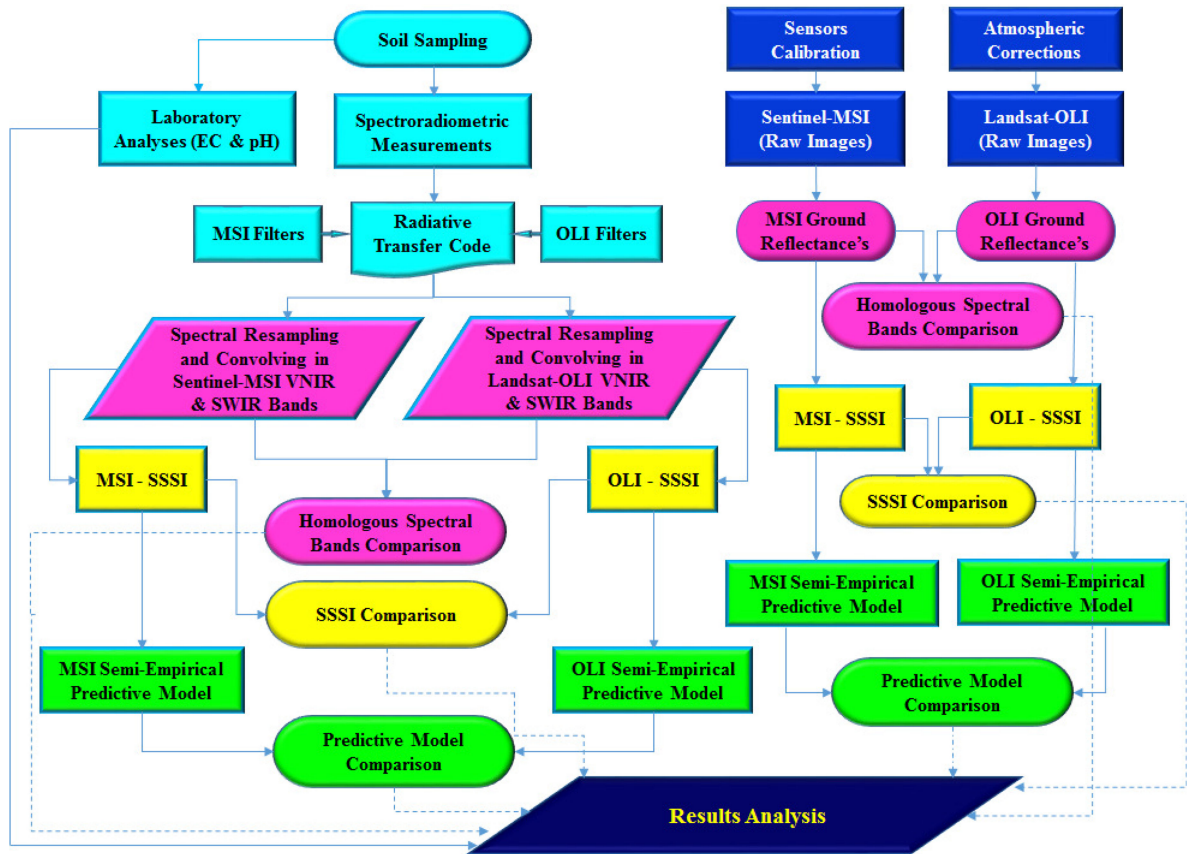 Soil Sampling
Sensors
Calibration
Atmospheric
Corrections
Laboratory
Analyses (EC & pH)
Spectroradiometric
Measurements
Sentinel-MSI
(Raw Images)
Landsat-OLI
(Raw Images)
MSI Filters
Radiative
Transfer Code
OLI Filters
MSI Ground
Reflectance's
OLI Ground
Reflectance's
Homologous Spectral
Bands Comparison
Spectral Resampling
and Convolving in
Sentinel-MSI VNIR
& SWIR Bands
Spectral Resampling
and Convolving in
Landsat-OLI VNIR
& SWIR Bands
MSI - SSSI
OLI - SSSI
MSI - SSSI
OLI - SSSI
SSSI Comparison
Homologous Spectral
Bands Comparison
SSSI Comparison
MSI Semi-Empirical
Predictive Model
OLI Semi-Empirical
Predictive Model
MSI Semi-Empirical
Predictive Model
OLI Semi-Empirical
Predictive Model
Predictive Model
Comparison
Predictive Model
Comparison
Results Analysis